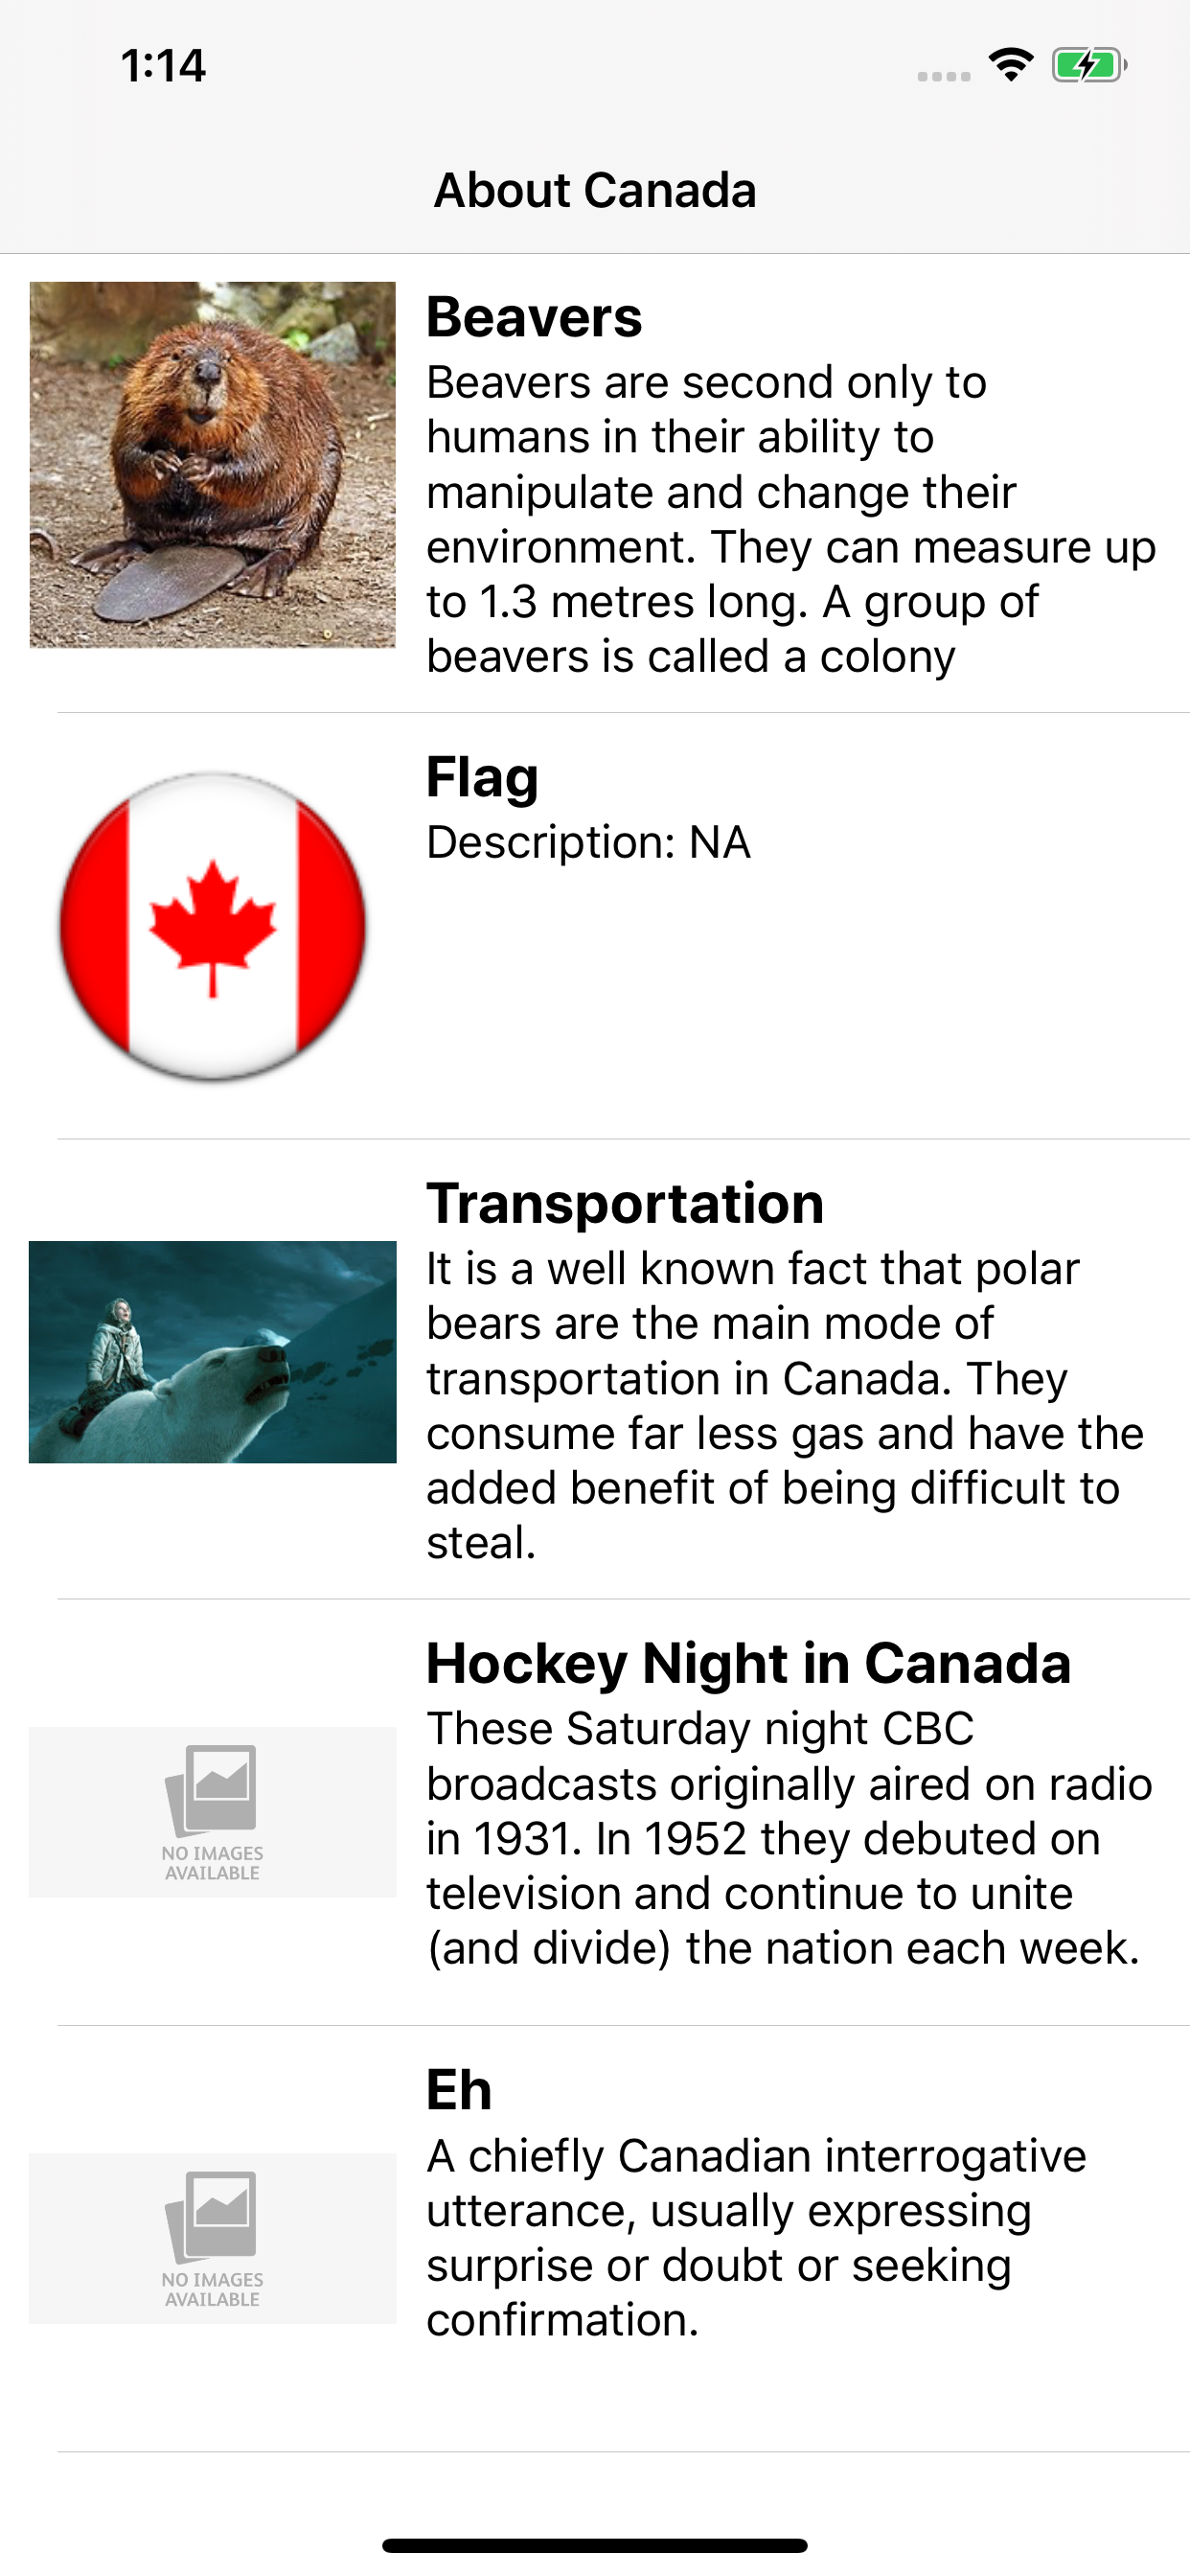 1:14
About Canada
Beavers
Beavers are second only to
humans in their ability to
manipulate and change their
environment. They can measure up
to 1.3 metres long. A group of
beavers is called a colony
Flag
Description: NA
Transportation
It is a well known fact that polar
bears are the main mode of
transportation in Canada. They
consume far less gas and have the
added benefit of being difficult to
steal.
Hockey Night in Canada
These Saturday night CBC
broadcasts originally aired on radio
in 1931. In 1952 they debuted on
television and continue to unite
(and divide) the nation each week.
NO IMAGES
AVAILABLE
Eh
A chiefly Canadian interrogative
utterance, usually expressing
surprise or doubt or seeking
confirmation.
NO IMAGES
AVAILABLE